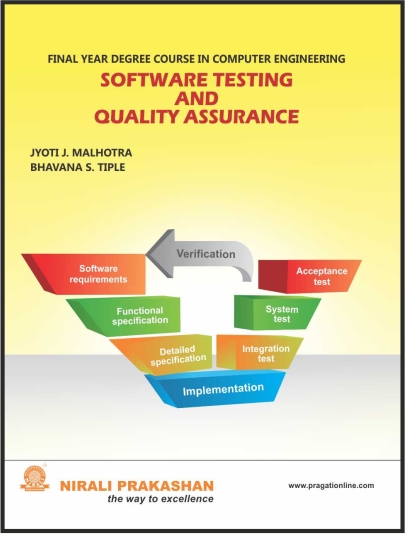 FINAL YEAR DEGREE COURSE IN COMPUTER ENGINEERING
SOFTWARE TESTING
AND
QUALITY ASSURANCE
JYOTI J. MALHOTRA
BHAVANA S. TIPLE
Verification
Software
requirements
Acceptance
test
Functional
specification
System
test
Detailed
specification
Integration
test
Implementation
NIRALI PRAKASHAN
the way to excellence
www.pragationline.com